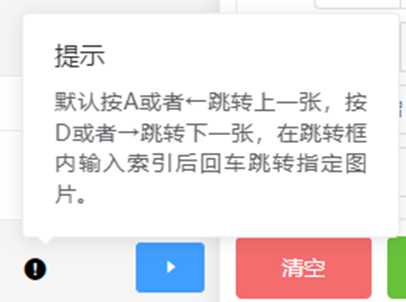 提示
默认按A或者←跳转上一张，按
D或者→跳转下一张，在跳转框
内输入索引后回车跳转指定图
片。
清空